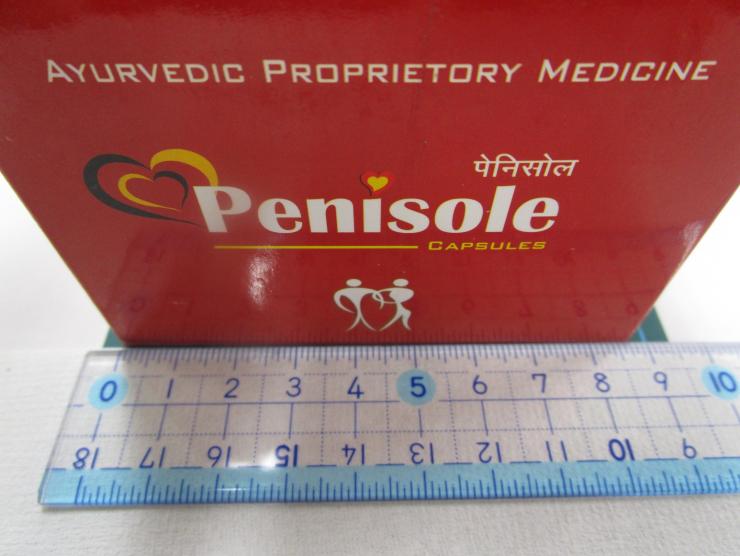 AYURVEDIC PROPRIETORY MEDICINE
पेनिसोल
Penisole
CAPSULES
0 1 2 3 4 5 6 7 8 9 10
18 17 16 15 14 13 12 11 10 9